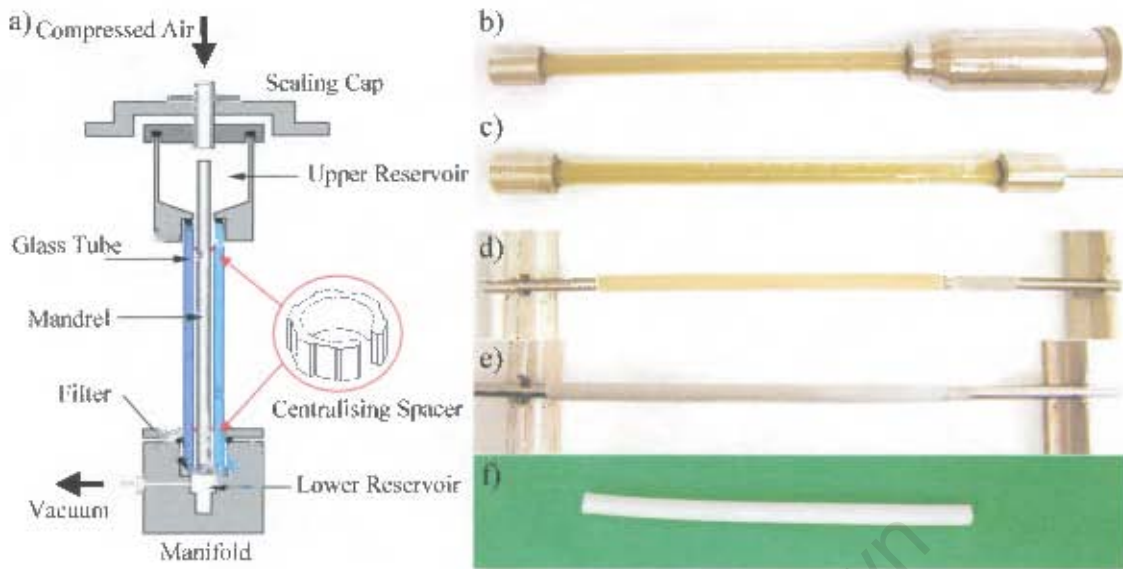 a)
Compressed Air
Sealing Cap
Upper Reservoir
Glass Tube
Mandrel
Filter
Centralising Spacer
Lower Reservoir
Vacuum
Manifold
b)
c)
d)
e)
f)